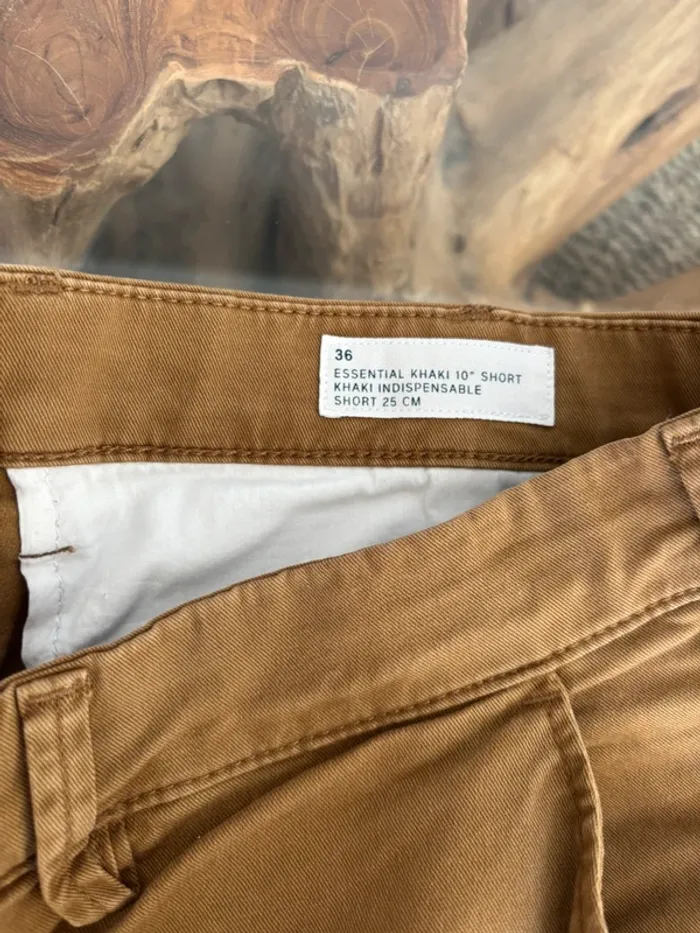 36
ESSENTIAL KHAKI 10" SHORT
KHAKI INDISPENSABLE
SHORT 25 CM